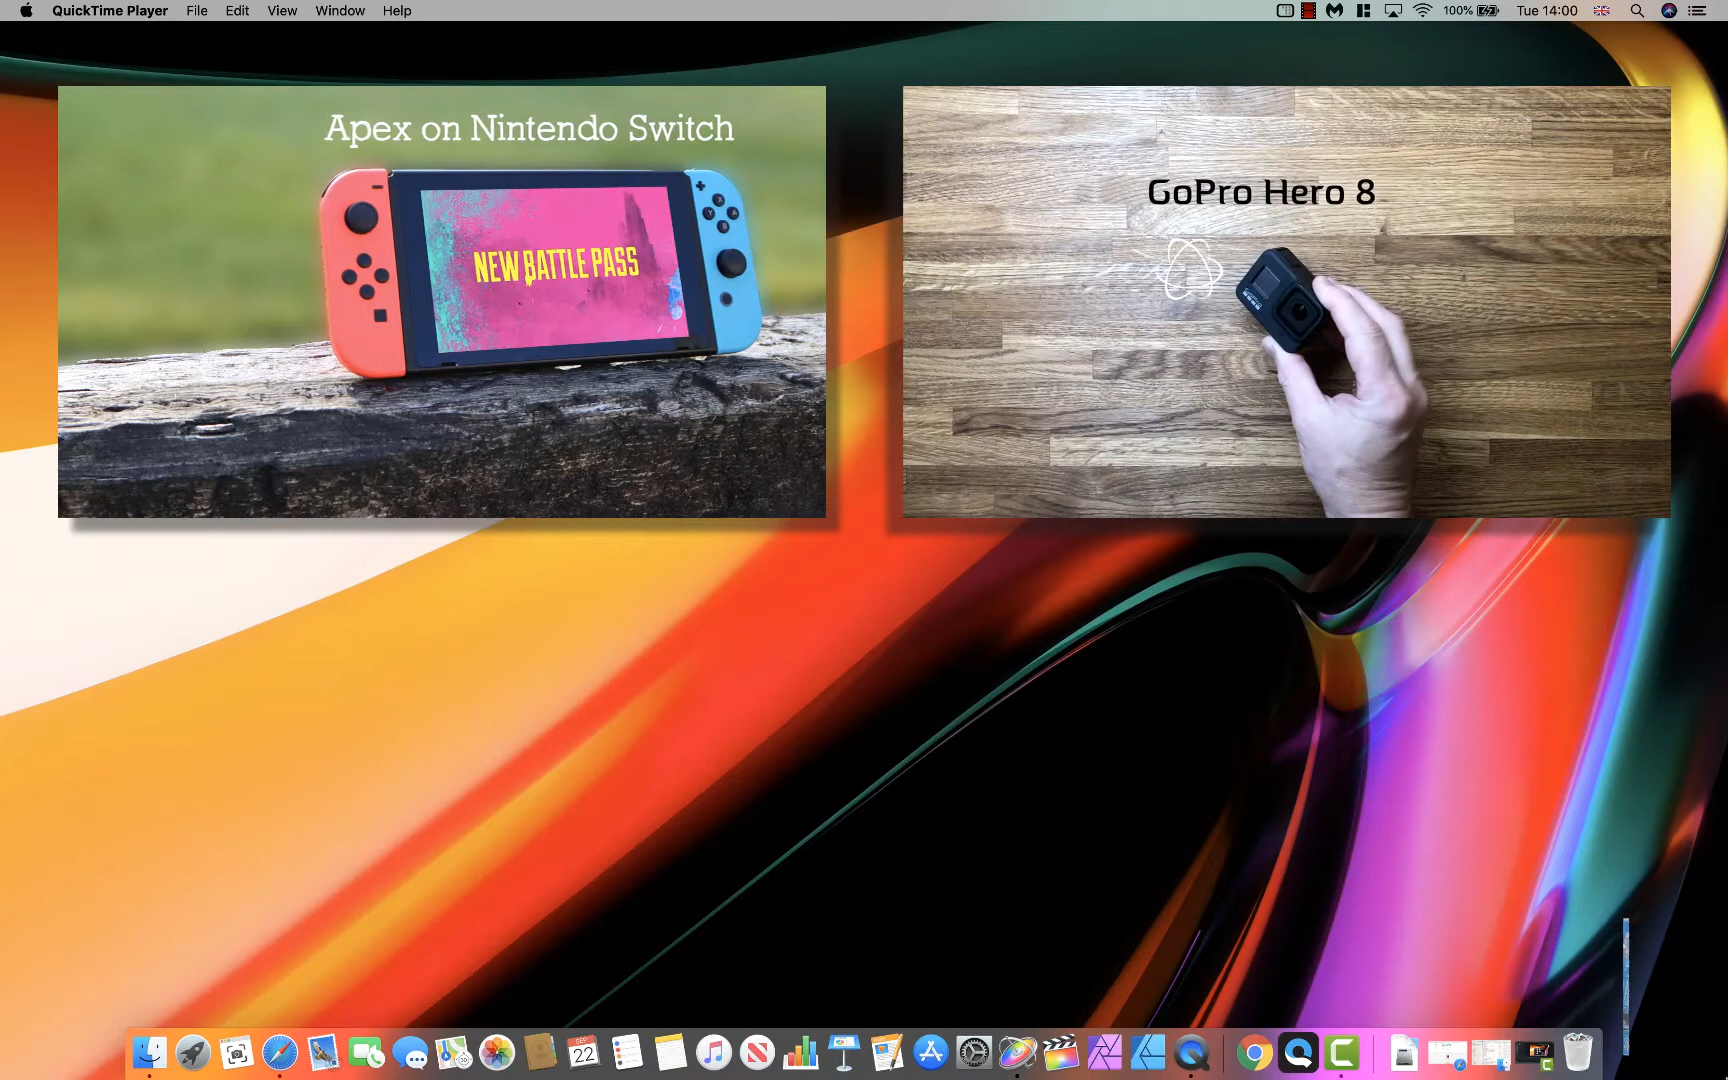 QuickTime Player File Edit View Window Help
100% Tue 14:00
Apex on Nintendo Switch
NEW BATTLE PASS
X
Y A
B
GoPro Hero 8
SEP
22